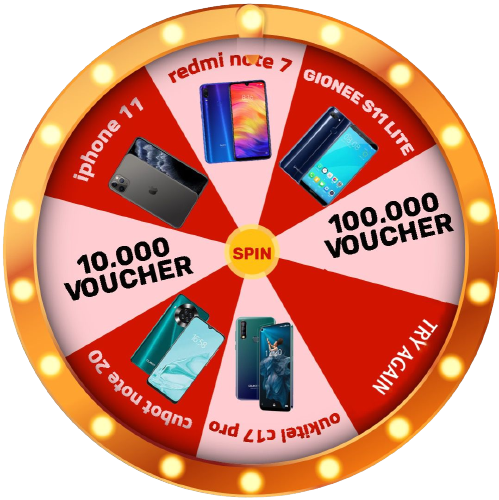 redmi note 7
GIONEE S11 LITE
100.000
VOUCHER
TRY AGAIN
oukitel c17 pro
cubot note 20
10.000
VOUCHER
iphone 11
SPIN